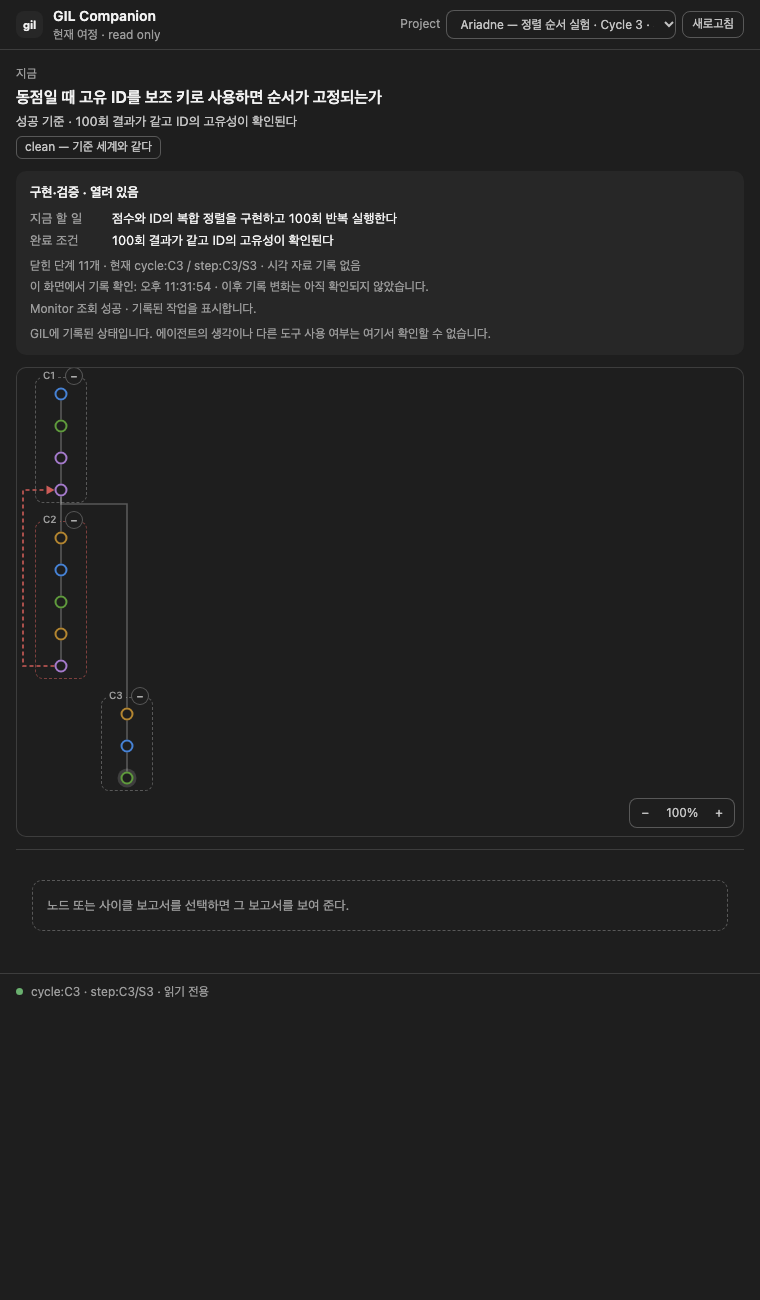 gil
GIL Companion
현재 여정 · read only
Project
Ariadne — 정렬 순서 실험 · Cycle 3 ·
새로고침
지금
동점일 때 고유 ID를 보조 키로 사용하면 순서가 고정되는가
성공 기준 · 100회 결과가 같고 ID의 고유성이 확인된다
clean — 기준 세계와 같다
구현·검증 · 열려 있음
지금 할 일 점수와 ID의 복합 정렬을 구현하고 100회 반복 실행한다
완료 조건 100회 결과가 같고 ID의 고유성이 확인된다
닫힌 단계 11개 · 현재 cycle:C3 / step:C3/S3 · 시각 자료 기록 없음
이 화면에서 기록 확인: 오후 11:31:54 · 이후 기록 변화는 아직 확인되지 않았습니다.
Monitor 조회 성공 · 기록된 작업을 표시합니다.
GIL에 기록된 상태입니다. 에이전트의 생각이나 다른 도구 사용 여부는 여기서 확인할 수 없습니다.
C1 −
C2 −
C3 −
− 100% +
노드 또는 사이클 보고서를 선택하면 그 보고서를 보여 준다.
cycle:C3 · step:C3/S3 · 읽기 전용